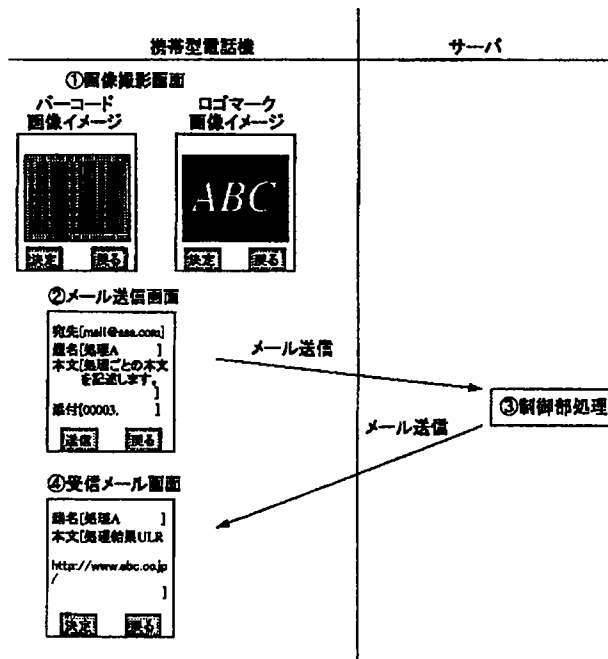 携帯型電話機
サーバ
①画像撮影画面
バーコード
画像イメージ
ロゴマーク
画像イメージ
ABC
決定 戻る
決定 戻る
②メール送信画面
宛先[mail@aaa.com]
題名[処理A ]
本文[処理ごとの本文
を記述します。
]
添付[00003. ]
送信 戻る
メール送信
③制御部処理
メール送信
④受信メール画面
題名[処理A ]
本文[処理結果ULR
http://www.abc.co.jp
/
]
決定 戻る